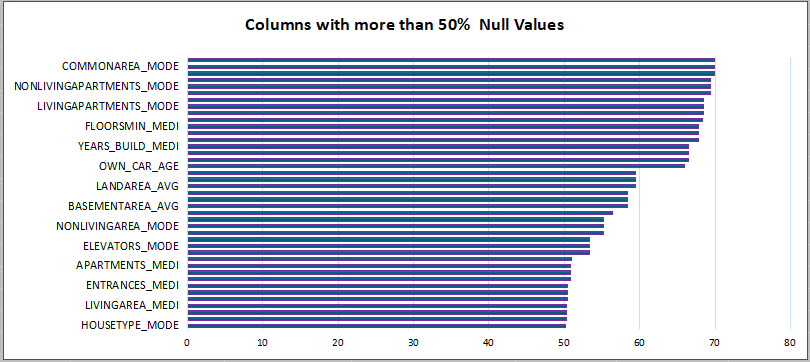 Columns with more than 50%  Null Values
COMMONAREA_MODE
NONLIVINGAPARTMENTS_MODE
LIVINGAPARTMENTS_MODE
FLOORSMIN_MEDI
YEARS_BUILD_MEDI
OWN_CAR_AGE
LANDAREA_AVG
BASEMENTAREA_AVG
NONLIVINGAREA_MODE
ELEVATORS_MODE
APARTMENTS_MEDI
ENTRANCES_MEDI
LIVINGAREA_MEDI
HOUSETYPE_MODE
0 10 20 30 40 50 60 70 80